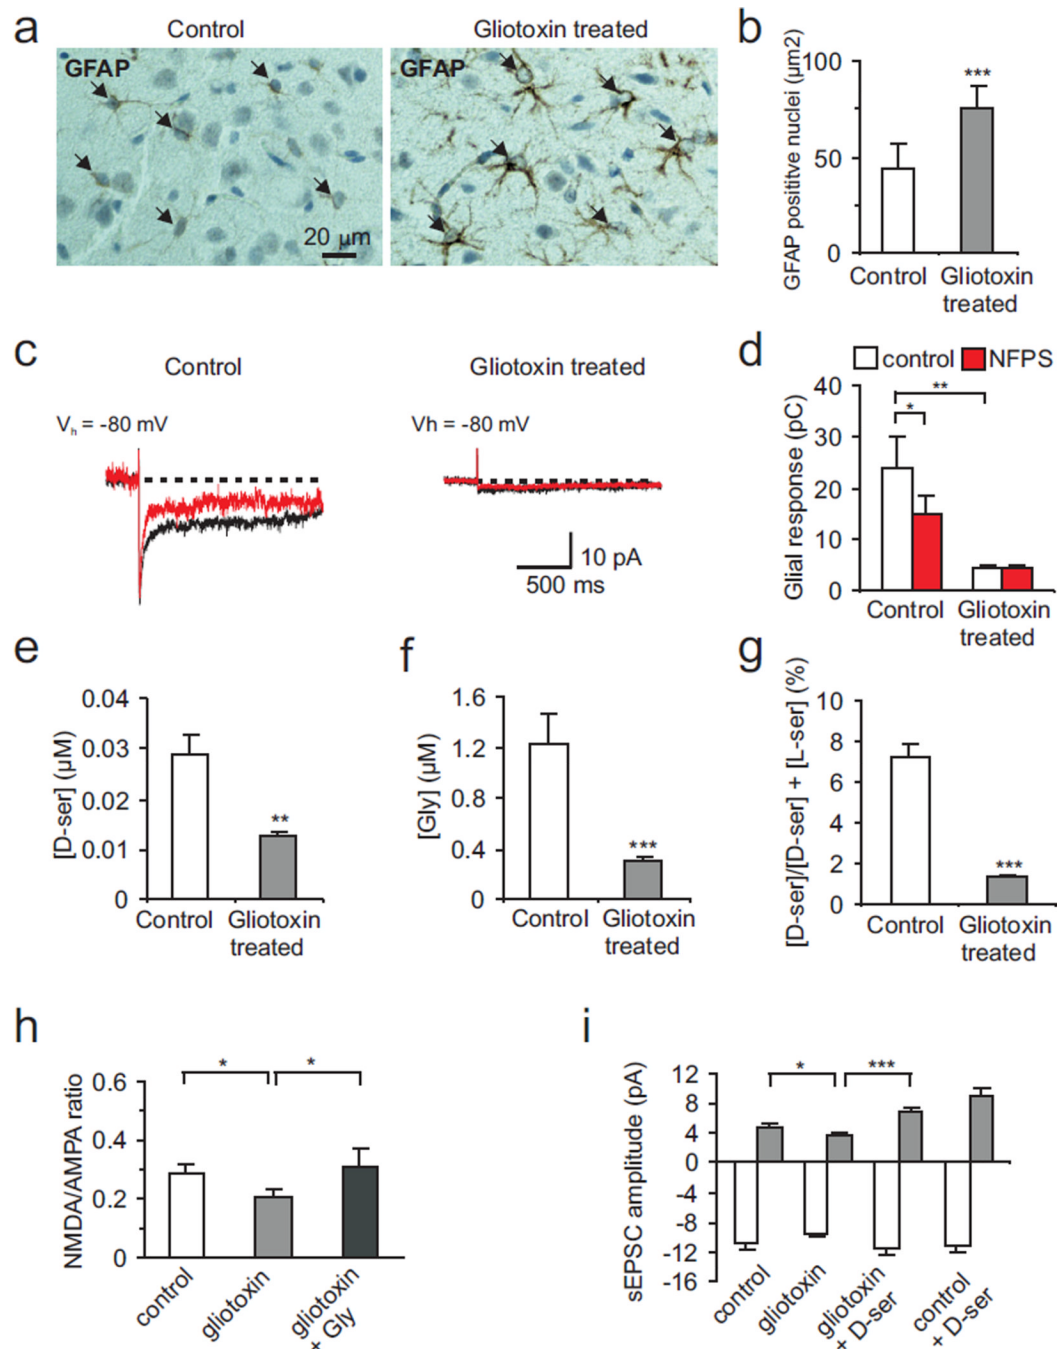 a
Control
Gliotoxin treated
GFAP
GFAP
20 µm
b
GFAP positive nuclei (µm2)
100
50
0
***
Control
Gliotoxin
treated
c
Control
Gliotoxin treated
Vh = -80 mV
Vh = -80 mV
10 pA
500 ms
d
control
NFPS
Glial response (pC)
40
30
20
10
0
**
*
Control
Gliotoxin
treated
e
[D-ser] (µM)
0.04
0.03
0.02
0.01
0
**
Control
Gliotoxin
treated
f
[Gly] (µM)
1.6
1.2
0.8
0.4
0
***
Control
Gliotoxin
treated
g
[D-ser]/[D-ser] + [L-ser] (%)
10
8
6
4
2
0
***
Control
Gliotoxin
treated
h
NMDA/AMPA ratio
0.6
0.4
0.2
0
*
*
control
gliotoxin
gliotoxin
+ Gly
i
sEPSC amplitude (pA)
12
8
4
0
-4
-8
-12
-16
*
***
control
gliotoxin
gliotoxin
+ D-ser
control
+ D-ser